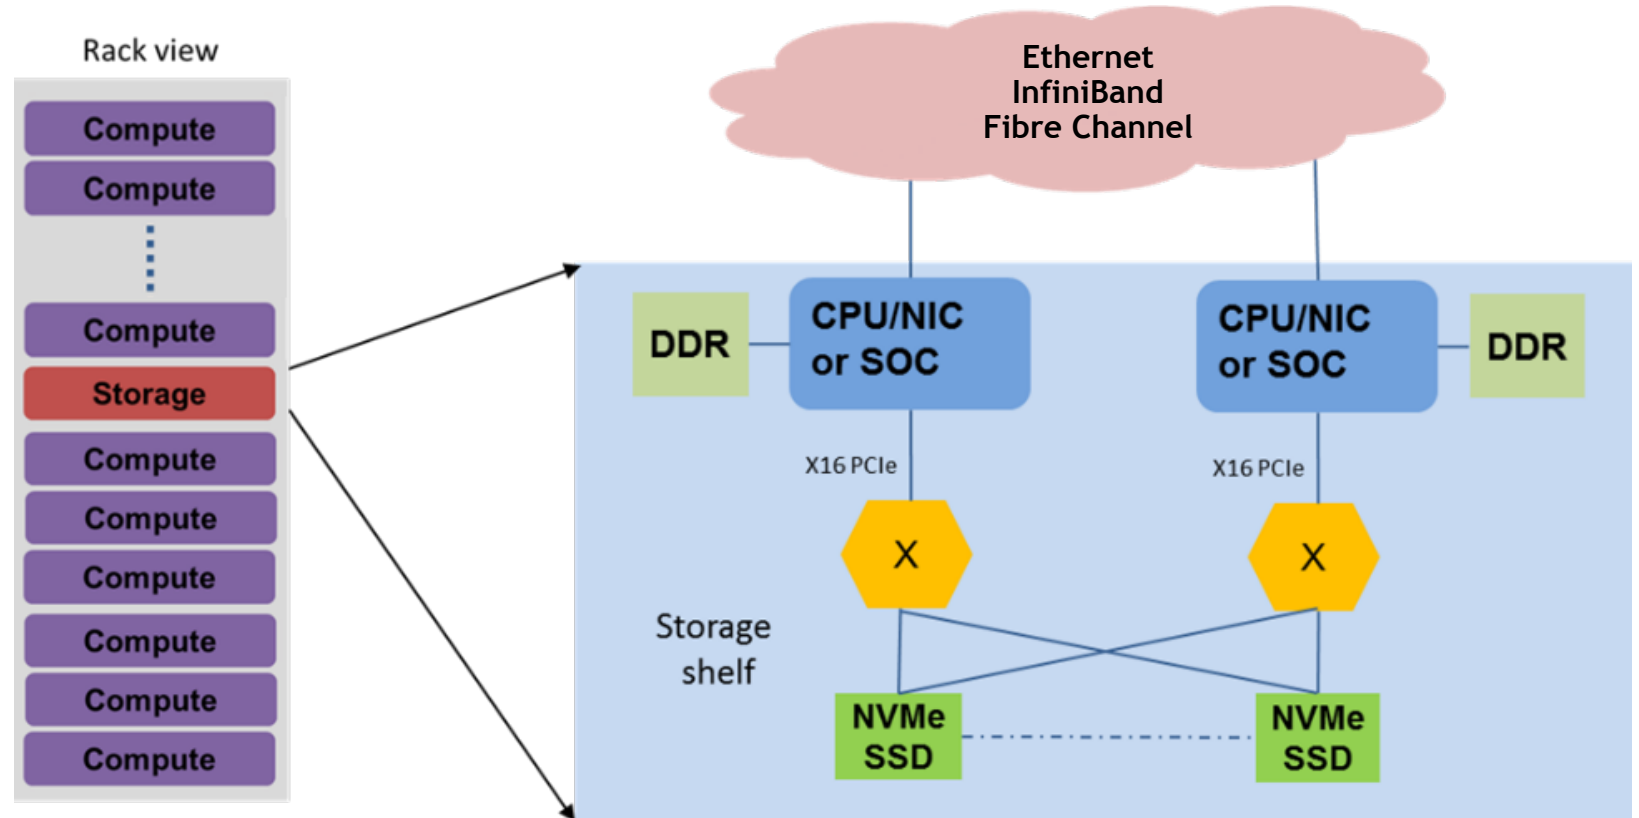 Rack view
Compute
Compute
Compute
Storage
Compute
Compute
Compute
Compute
Compute
Compute
Ethernet
InfiniBand
Fibre Channel
DDR
CPU/NIC
or SOC
CPU/NIC
or SOC
DDR
X16 PCIe
X16 PCIe
X
X
Storage
shelf
NVMe
SSD
NVMe
SSD